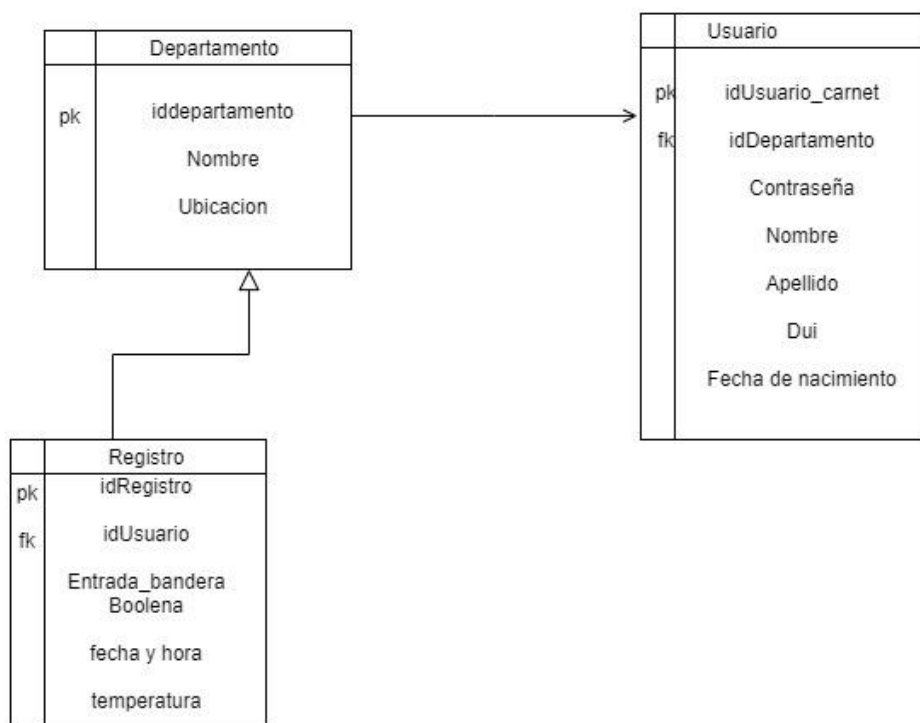 Departamento
pk
iddepartamento
Nombre
Ubicacion
Usuario
pk
idUsuario_carnet
fk
idDepartamento
Contraseña
Nombre
Apellido
Dui
Fecha de nacimiento
Registro
pk
idRegistro
fk
idUsuario
Entrada_bandera
Boolena
fecha y hora
temperatura